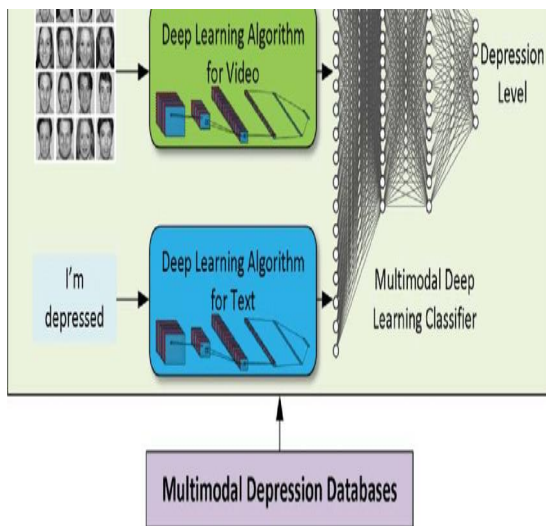 Deep Learning Algorithm
for Video
Depression
Level
I'm
depressed
Deep Learning Algorithm
for Text
Multimodal Deep
Learning Classifier
Multimodal Depression Databases